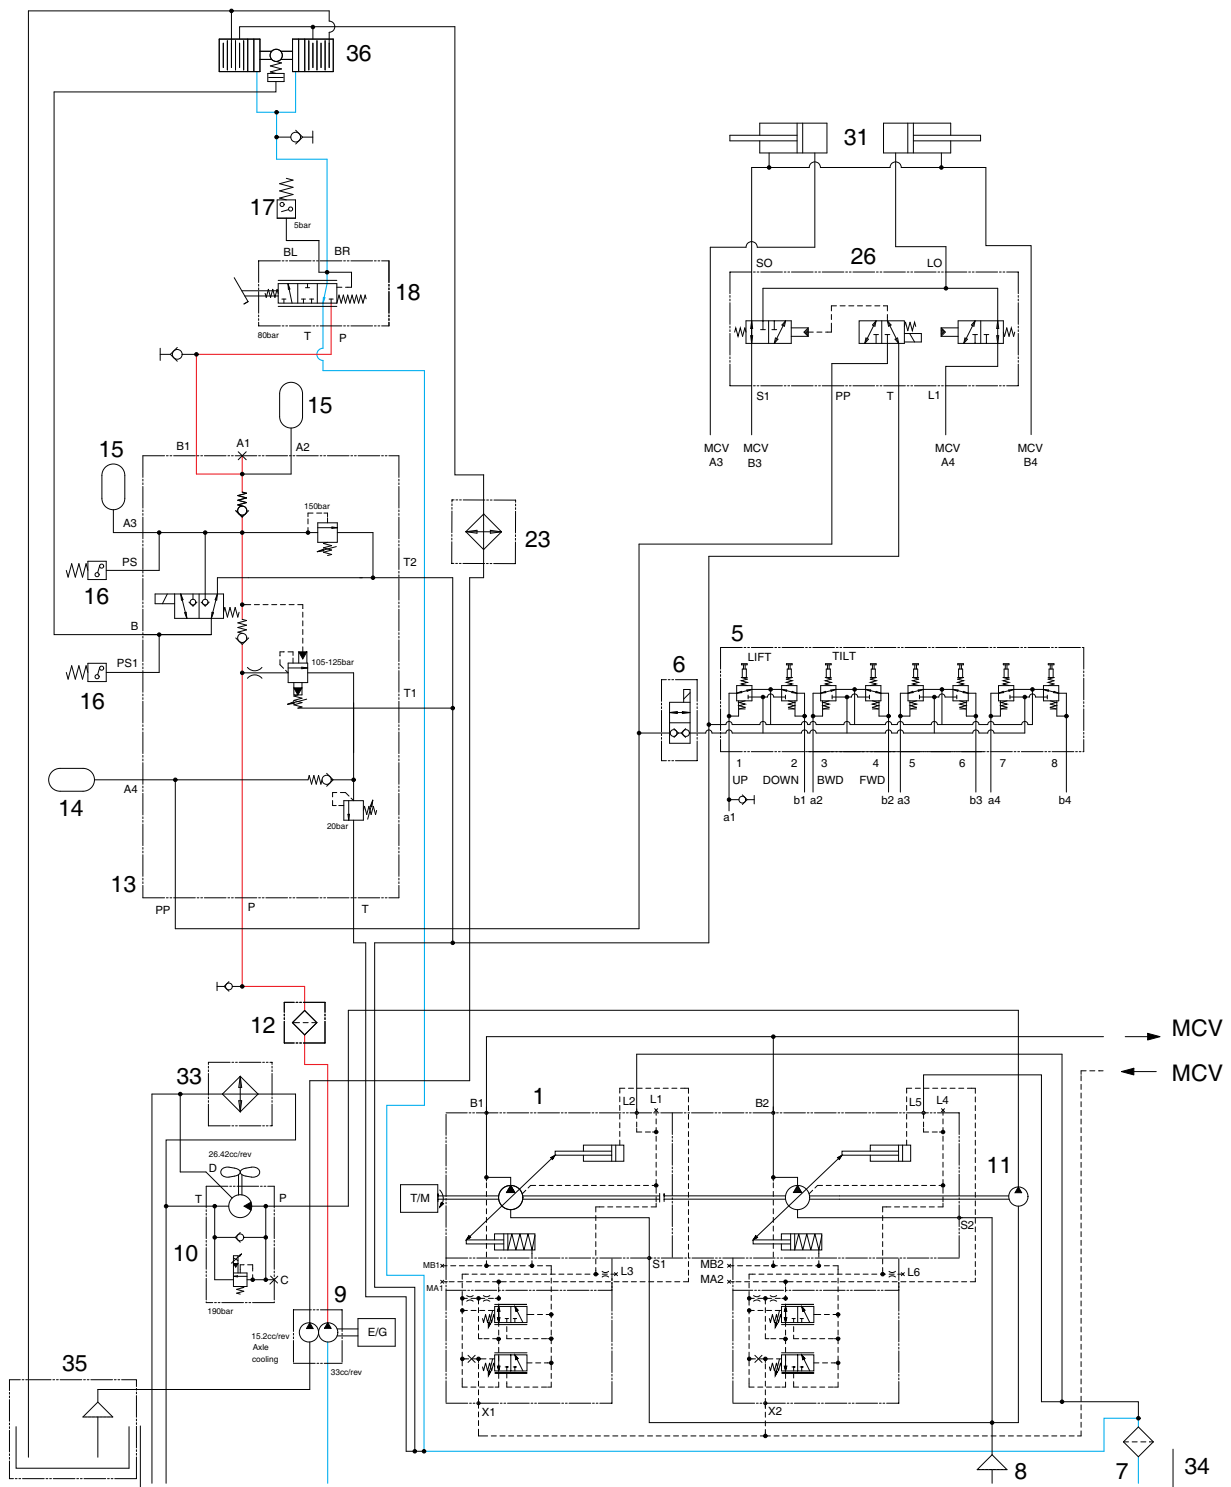 36
31
17
5bar
BL
BR
18
80bar
T
P
26
SO
LO
S1
PP
T
L1
MCV
A3
MCV
B3
MCV
A4
MCV
B4
15
15
B1
A1
A2
A3
150bar
23
PS
T2
16
B
PS1
105-125bar
16
T1
14
A4
20bar
13
PP
P
T
5
6
LIFT
TILT
1
2
3
4
5
6
7
8
UP
DOWN
BWD
FWD
a1
b1
a2
b2
a3
b3
a4
b4
12
MCV
MCV
33
1
B1
L2
L1
B2
L5
L4
26.42cc/rev
D
T
P
T/M
11
10
S2
C
190bar
MB1
MA1
L3
S1
MB2
MA2
L6
9
15.2cc/rev
Axle
cooling
E/G
33cc/rev
35
X1
X2
8
7
34